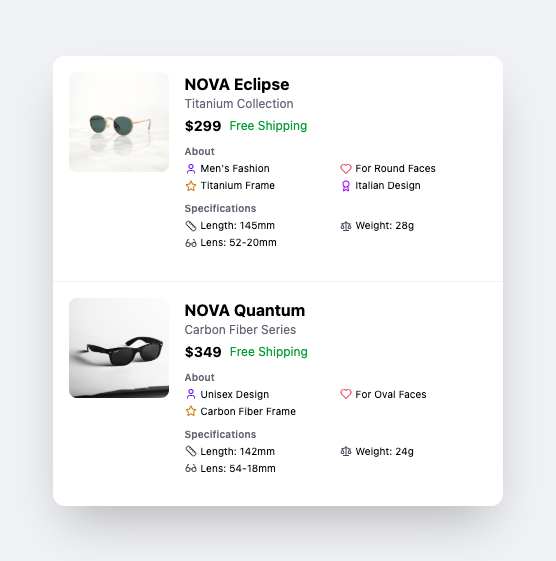 NOVA Eclipse
Titanium Collection
$299 Free Shipping
About
Men's Fashion
For Round Faces
Titanium Frame
Italian Design
Specifications
Length: 145mm
Weight: 28g
Lens: 52-20mm
NOVA Quantum
Carbon Fiber Series
$349 Free Shipping
About
Unisex Design
For Oval Faces
Carbon Fiber Frame
Specifications
Length: 142mm
Weight: 24g
Lens: 54-18mm